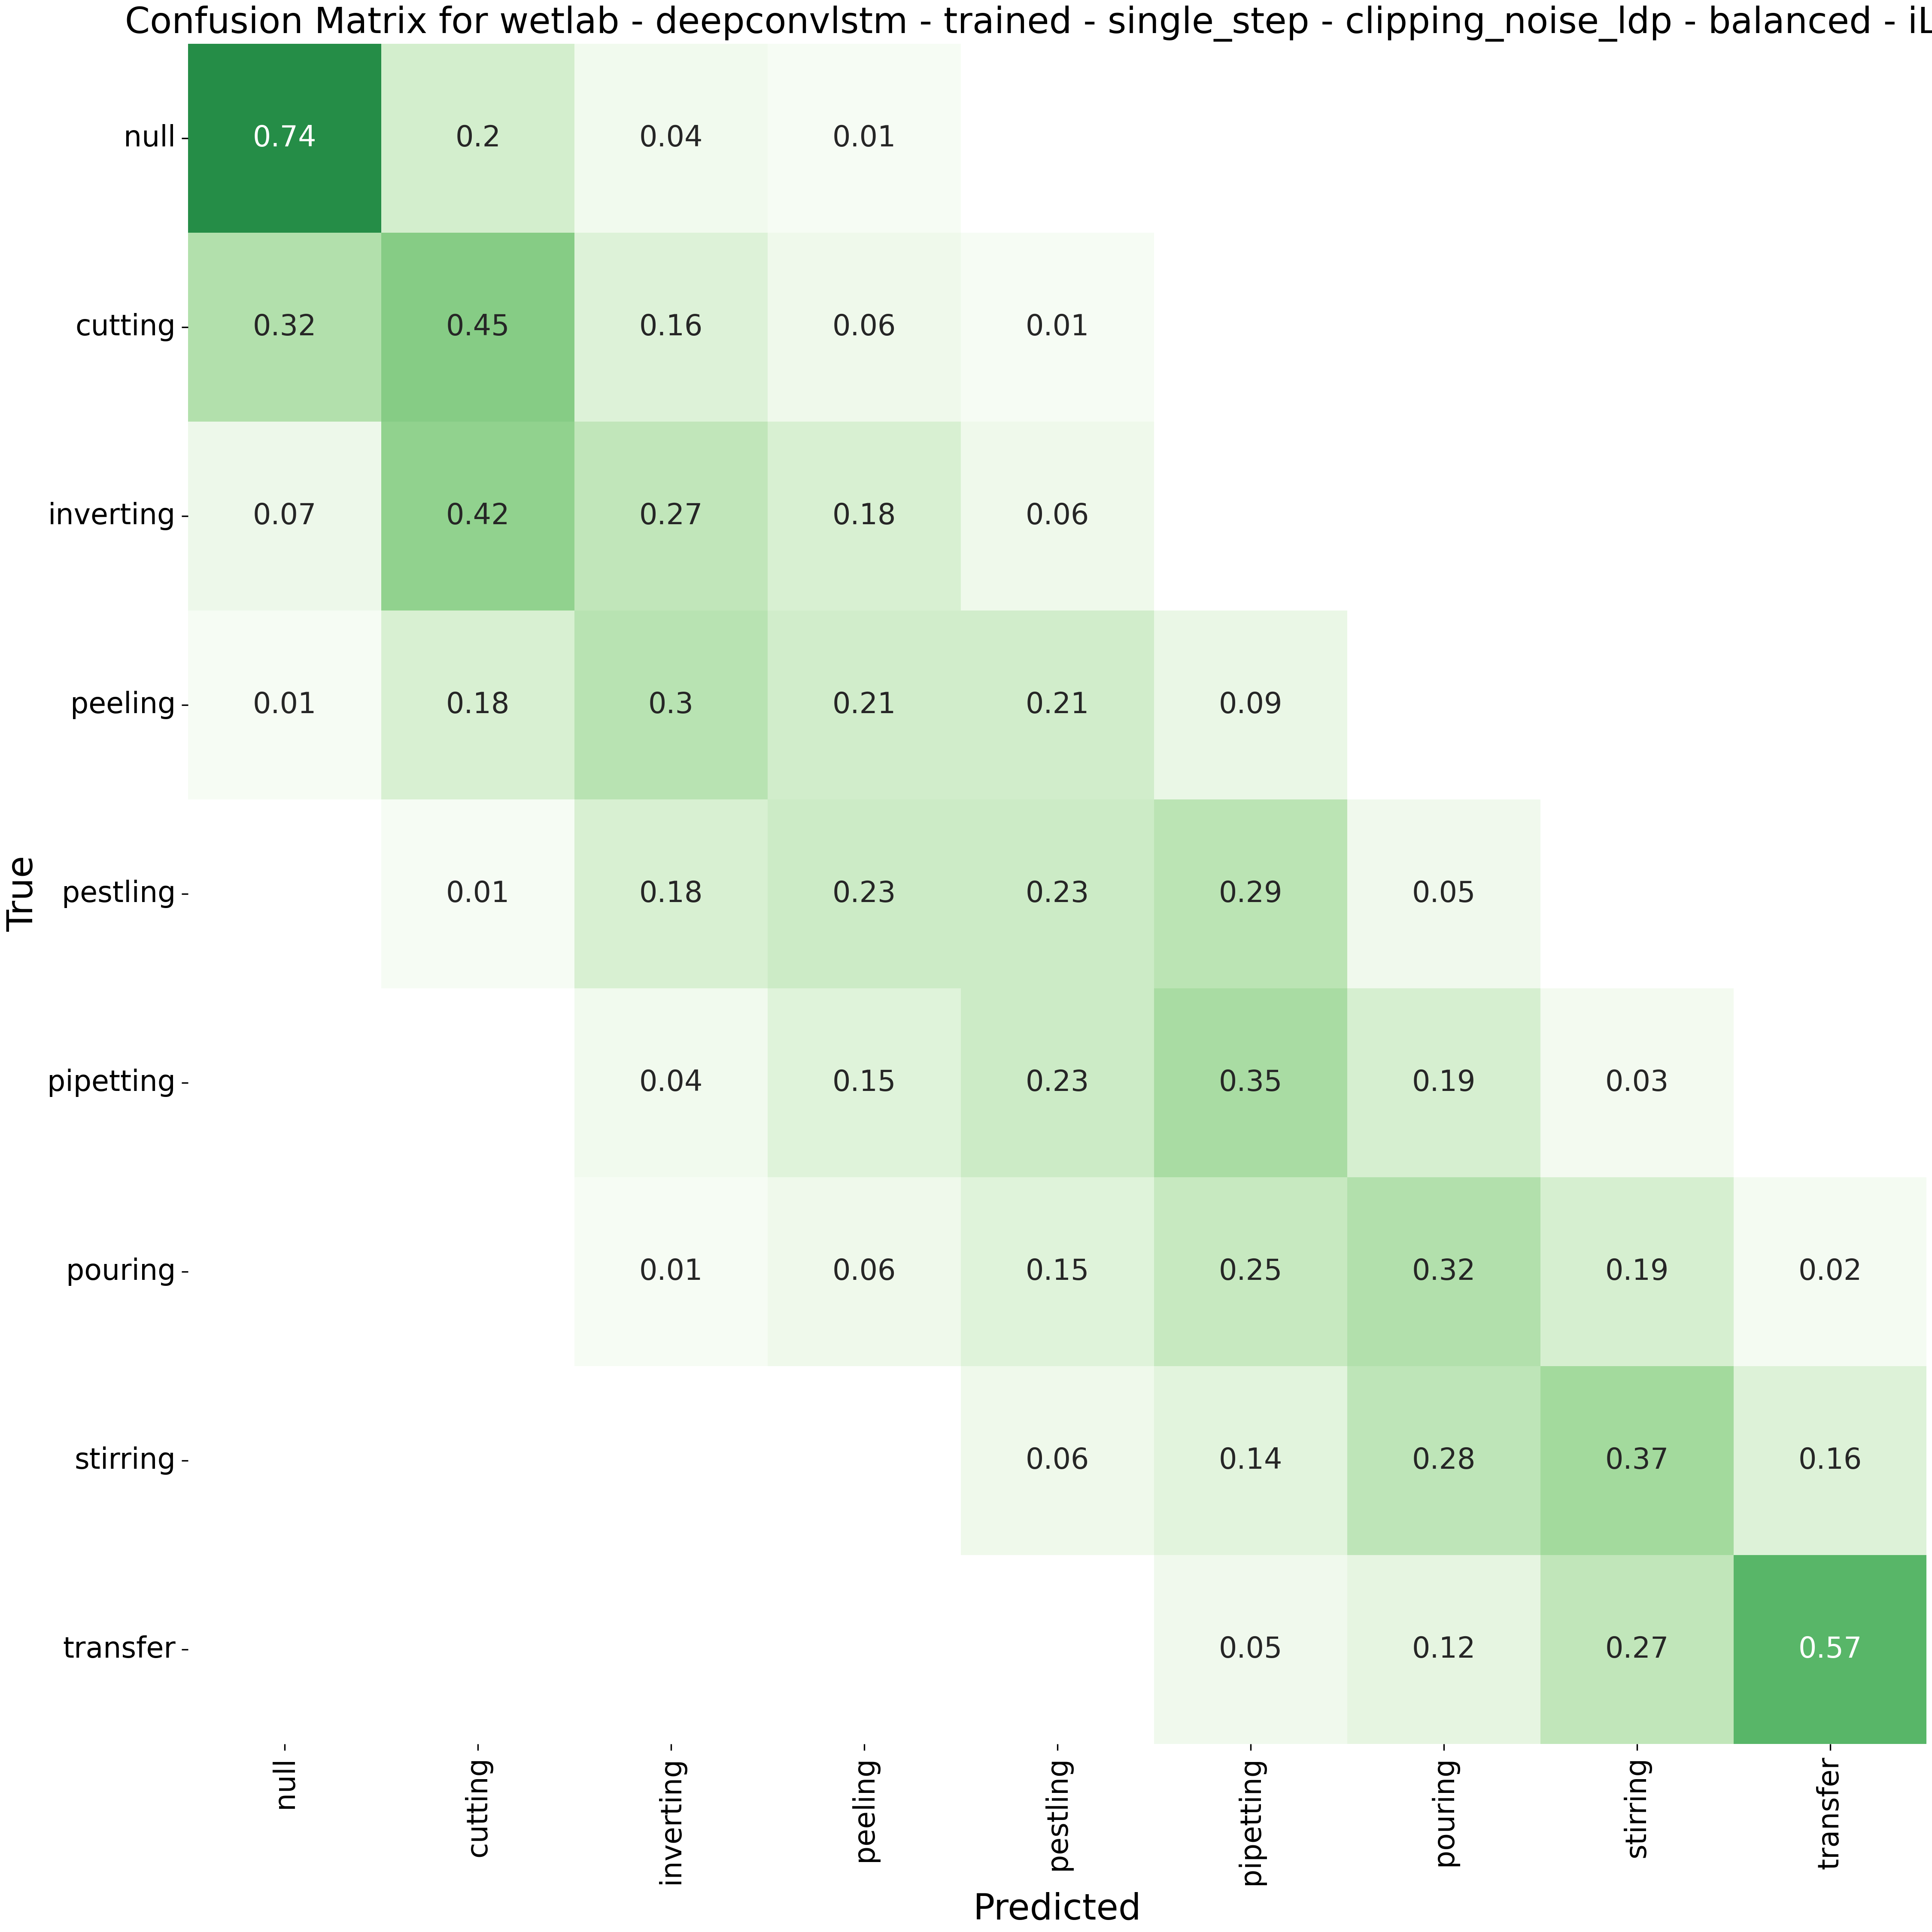 Confusion Matrix for wetlab - deepconvlstm - trained - single_step - clipping_noise_ldp - balanced - iL
null 0.74 0.2 0.04 0.01
cutting 0.32 0.45 0.16 0.06 0.01
inverting 0.07 0.42 0.27 0.18 0.06
peeling 0.01 0.18 0.3 0.21 0.21 0.09
pestling 0.01 0.18 0.23 0.23 0.29 0.05
pipetting 0.04 0.15 0.23 0.35 0.19 0.03
pouring 0.01 0.06 0.15 0.25 0.32 0.19 0.02
stirring 0.06 0.14 0.28 0.37 0.16
transfer 0.05 0.12 0.27 0.57
True
null cutting inverting peeling pestling pipetting pouring stirring transfer
Predicted